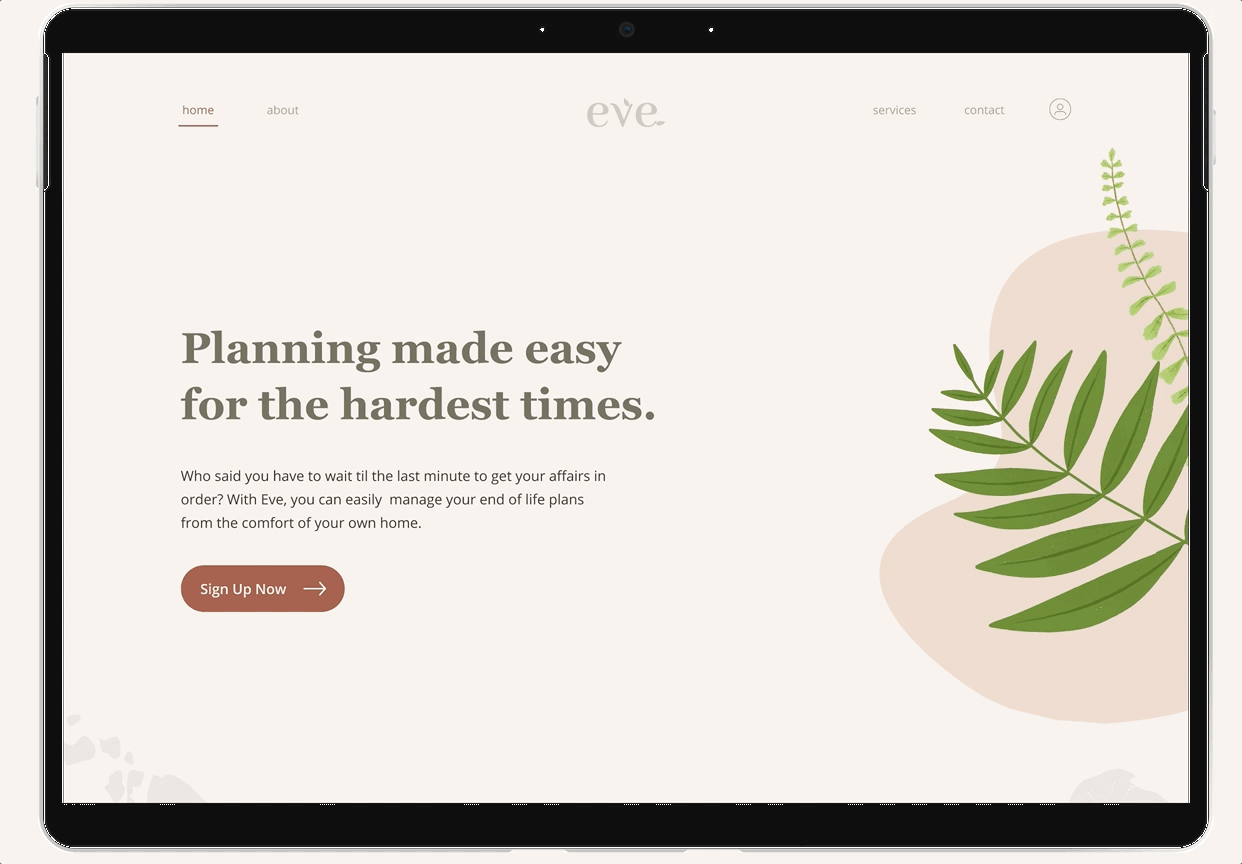 home about eve services contact
Planning made easy
for the hardest times.
Who said you have to wait til the last minute to get your affairs in
order? With Eve, you can easily  manage your end of life plans
from the comfort of your own home.
Sign Up Now